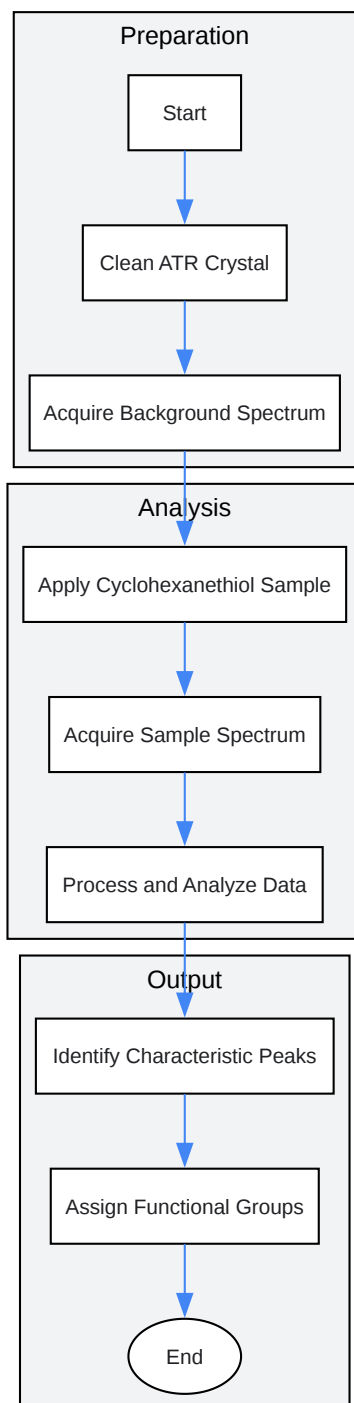 Preparation
Start
Clean ATR Crystal
Acquire Background Spectrum
Analysis
Apply Cyclohexanethiol Sample
Acquire Sample Spectrum
Process and Analyze Data
Output
Identify Characteristic Peaks
Assign Functional Groups
End